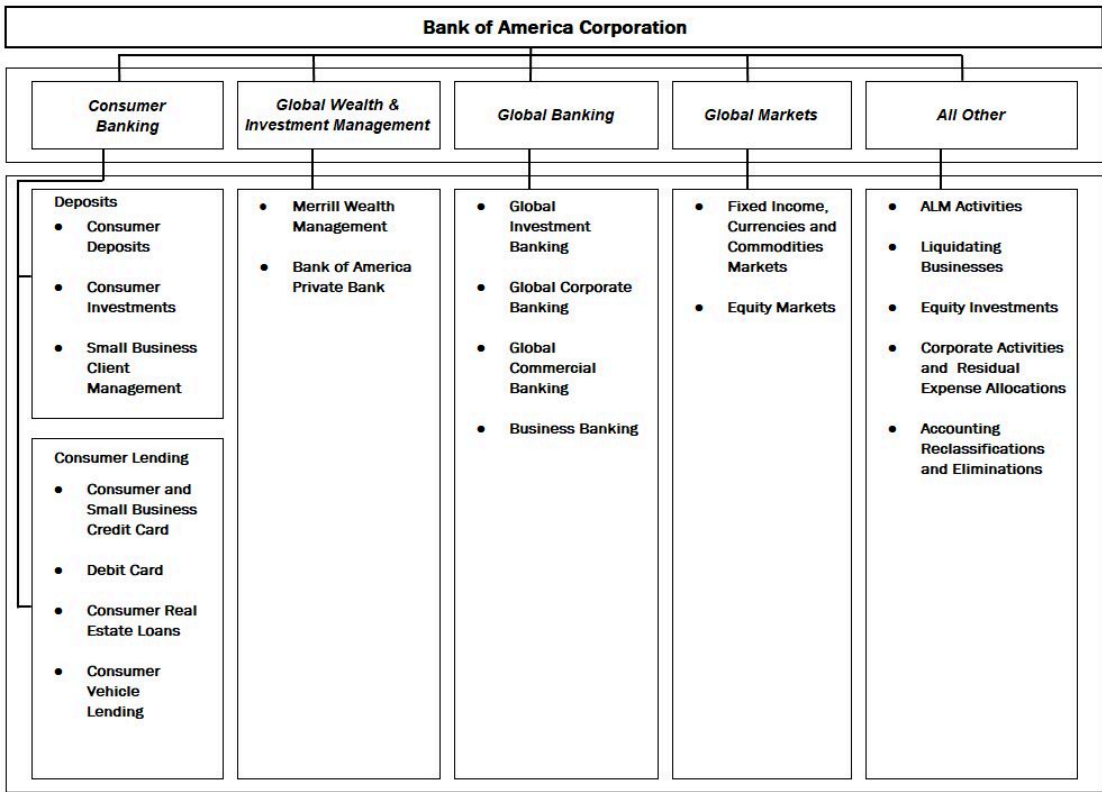 Bank of America Corporation
Consumer
Banking
Global Wealth &
Investment Management
Global Banking
Global Markets
All Other
Deposits
● Consumer
Deposits
● Consumer
Investments
● Small Business
Client
Management
Consumer Lending
● Consumer and
Small Business
Credit Card
● Debit Card
● Consumer Real
Estate Loans
● Consumer
Vehicle
Lending
● Merrill Wealth
Management
● Bank of America
Private Bank
● Global
Investment
Banking
● Global Corporate
Banking
● Global
Commercial
Banking
● Business Banking
● Fixed Income,
Currencies and
Commodities
Markets
● Equity Markets
● ALM Activities
● Liquidating
Businesses
● Equity Investments
● Corporate Activities
and Residual
Expense Allocations
● Accounting
Reclassifications
and Eliminations